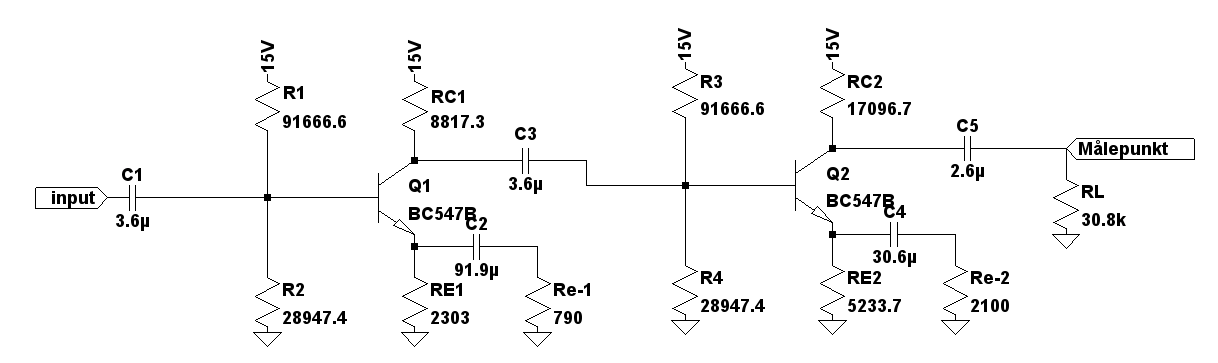 15V
R1
91666.6
15V
RC1
8817.3
C3
3.6µ
15V
R3
91666.6
15V
RC2
17096.7
C5
2.6µ
Målepunkt
input
C1
3.6µ
Q1
BC547B
C2
91.9µ
Q2
BC547B
C4
30.6µ
RL
30.8k
R2
28947.4
RE1
2303
Re-1
790
R4
28947.4
RE2
5233.7
Re-2
2100